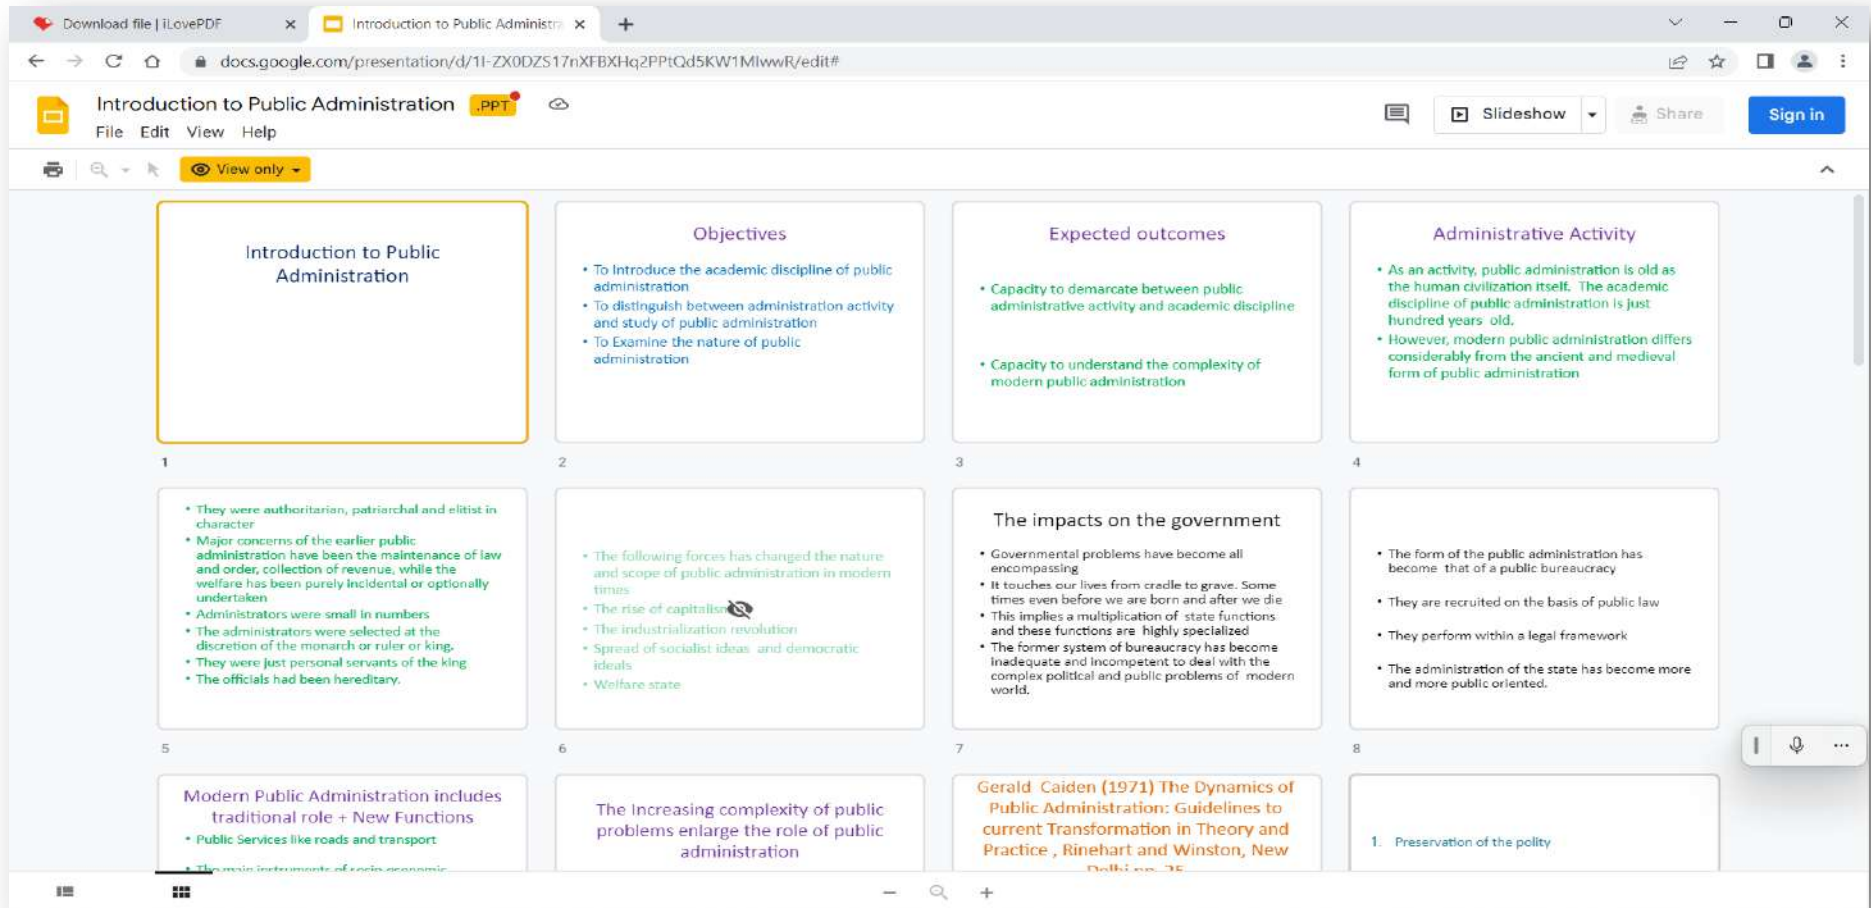 Download file | iLovePDF
Introduction to Public Administra
docs.google.com/presentation/d/1I-ZX0DZS17nXFBXHq2PPtQd5KW1MIwwR/edit#
Introduction to Public Administration .PPT
File Edit View Help
Slideshow
Share
Sign in
View only
Introduction to Public
Administration
1
Objectives
• To Introduce the academic discipline of public
administration
• To distinguish between administration activity
and study of public administration
• To Examine the nature of public
administration
2
Expected outcomes
• Capacity to demarcate between public
administrative activity and academic discipline
• Capacity to understand the complexity of
modern public administration
3
Administrative Activity
• As an activity, public administration is old as
the human civilization itself. The academic
discipline of public administration is just
hundred years old.
• However, modern public administration differs
considerably from the ancient and medieval
form of public administration
4
• They were authoritarian, patriarchal and elitist in
character
• Major concerns of the earlier public
administration have been the maintenance of law
and order, collection of revenue, while the
welfare has been purely incidental or optionally
undertaken
• Administrators were small in numbers
• The administrators were selected at the
discretion of the monarch or ruler or king.
• They were just personal servants of the king
• The officials had been hereditary.
5
• The following forces has changed the nature
and scope of public administration in modern
times
• The rise of capitalism
• The industrialization revolution
• Spread of socialist ideas and democratic
ideals
• Welfare state
6
The impacts on the government
• Governmental problems have become all
encompassing
• It touches our lives from cradle to grave. Some
times even before we are born and after we die
• This implies a multiplication of state functions
and these functions are highly specialized
• The former system of bureaucracy has become
inadequate and incompetent to deal with the
complex political and public problems of modern
world.
7
• The form of the public administration has
become that of a public bureaucracy
• They are recruited on the basis of public law
• They perform within a legal framework
• The administration of the state has become more
and more public oriented.
8
Modern Public Administration includes
traditional role + New Functions
• Public Services like roads and transport
• The main instruments of socio economic
The Increasing complexity of public
problems enlarge the role of public
administration
Gerald Caiden (1971) The Dynamics of
Public Administration: Guidelines to
current Transformation in Theory and
Practice , Rinehart and Winston, New
Delhi pp. 25
1. Preservation of the polity